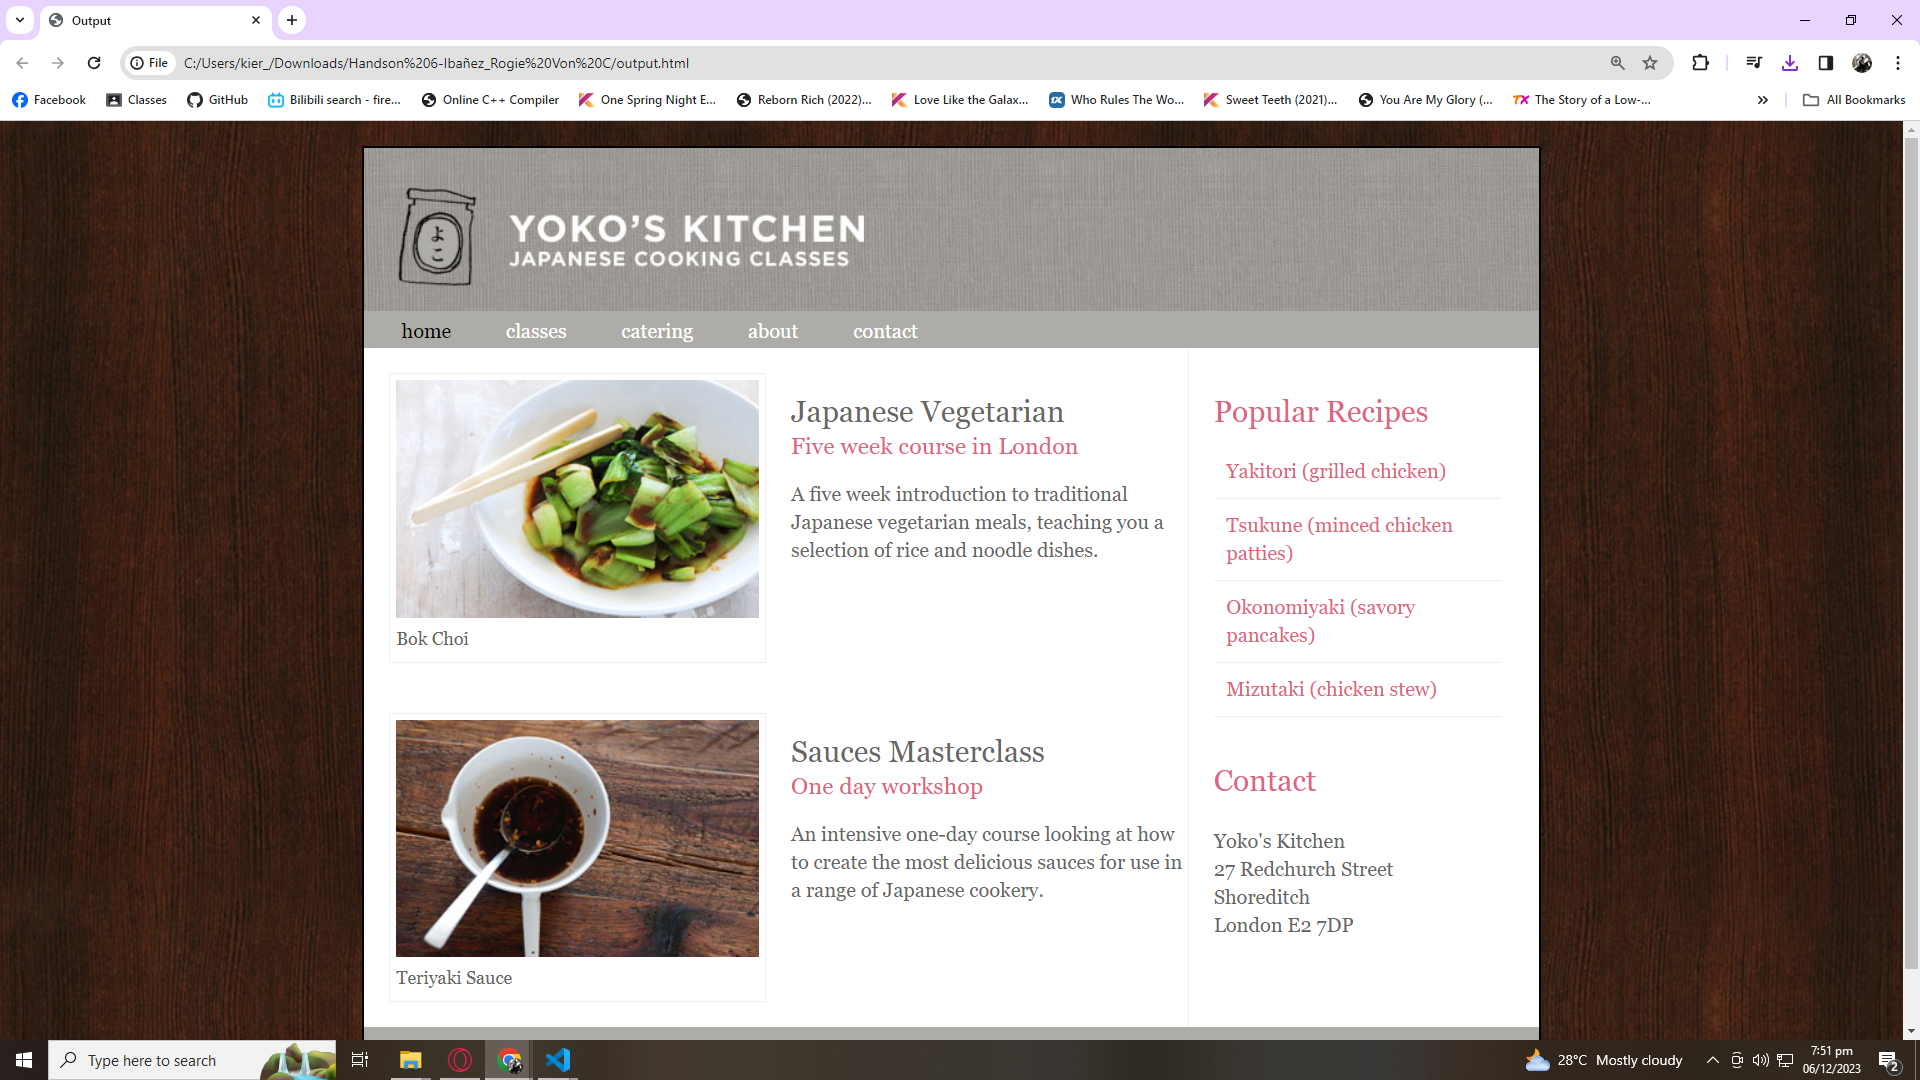 Output
File
C:/Users/kier_/Downloads/Handson%206-Ibañez_Rogie%20Von%20C/output.html
Facebook
Classes
GitHub
Bilibili search - fire...
Online C++ Compiler
One Spring Night E...
Reborn Rich (2022)...
Love Like the Galax...
Who Rules The Wo...
Sweet Teeth (2021)...
You Are My Glory (...
The Story of a Low-...
All Bookmarks
よ
こ
YOKO'S KITCHEN
JAPANESE COOKING CLASSES
home
classes
catering
about
contact
Bok Choi
Japanese Vegetarian
Five week course in London
A five week introduction to traditional
Japanese vegetarian meals, teaching you a
selection of rice and noodle dishes.
Teriyaki Sauce
Sauces Masterclass
One day workshop
An intensive one-day course looking at how
to create the most delicious sauces for use in
a range of Japanese cookery.
Popular Recipes
Yakitori (grilled chicken)
Tsukune (minced chicken
patties)
Okonomiyaki (savory
pancakes)
Mizutaki (chicken stew)
Contact
Yoko's Kitchen
27 Redchurch Street
Shoreditch
London E2 7DP
Type here to search
28°C Mostly cloudy
7:51 pm
06/12/2023
2